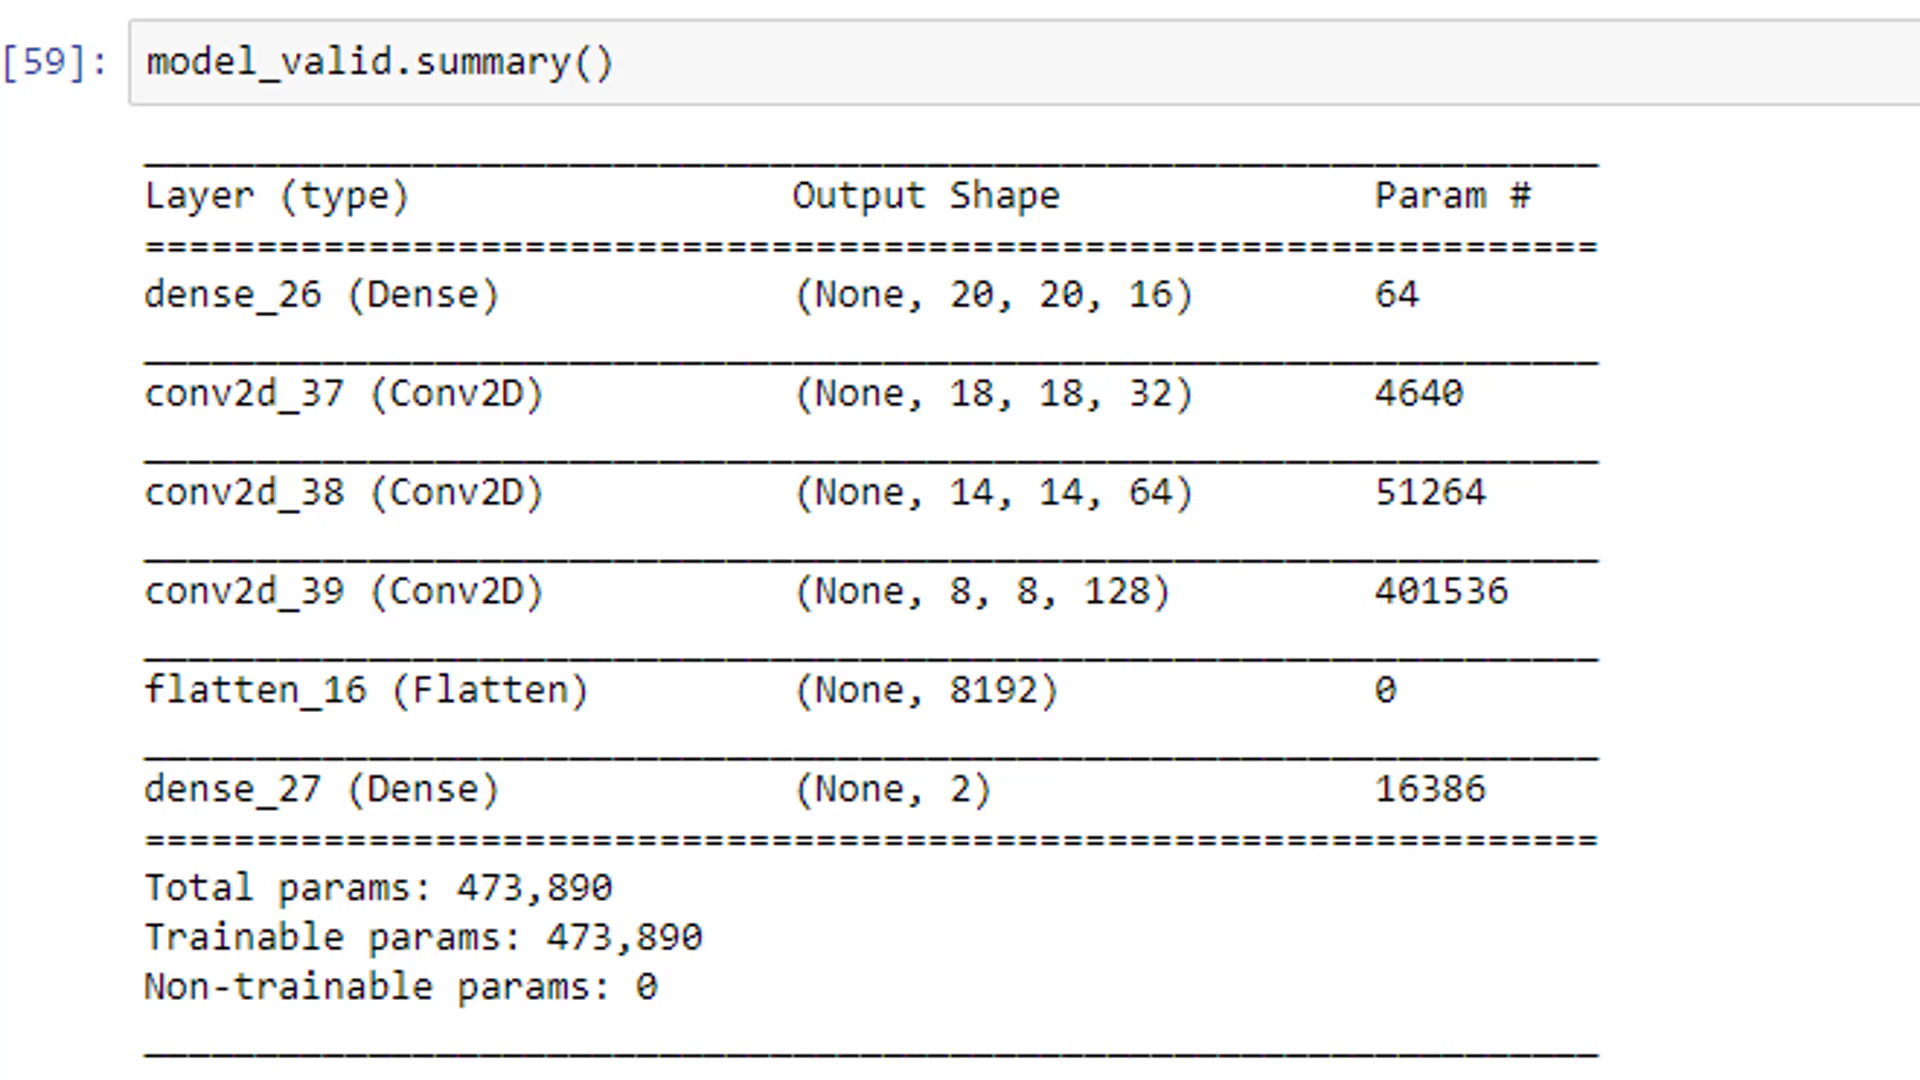 [59]: model_valid.summary()
Layer (type) Output Shape Param #
=================================================================
dense_26 (Dense) (None, 20, 20, 16) 64
conv2d_37 (Conv2D) (None, 18, 18, 32) 4640
conv2d_38 (Conv2D) (None, 14, 14, 64) 51264
conv2d_39 (Conv2D) (None, 8, 8, 128) 401536
flatten_16 (Flatten) (None, 8192) 0
dense_27 (Dense) (None, 2) 16386
=================================================================
Total params: 473,890
Trainable params: 473,890
Non-trainable params: 0